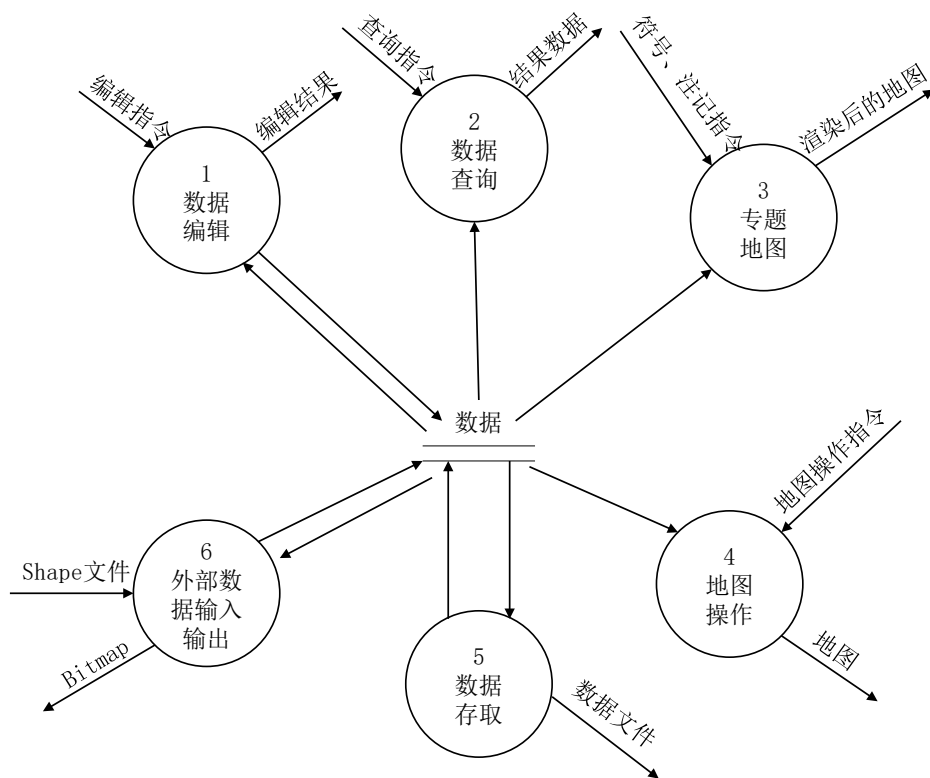 查询指令
结果数据
符号、注记指令
渲染后的地图
编辑指令
编辑结果
1
数据
编辑
2
数据
查询
3
专题
地图
数据
地图操作指令
Shape文件
6
外部数
据输入
输出
Bitmap
5
数据
存取
数据文件
4
地图
操作
地图